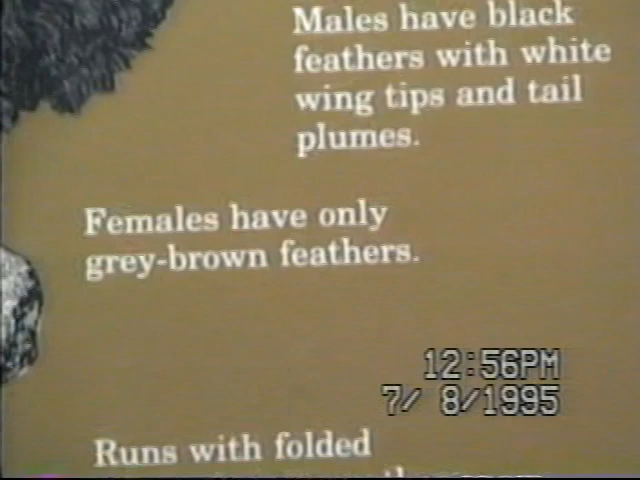 Males have black
feathers with white
wing tips and tail
plumes.
Females have only
grey-brown feathers.
12:56PM
7/ 8/1995
Runs with folded